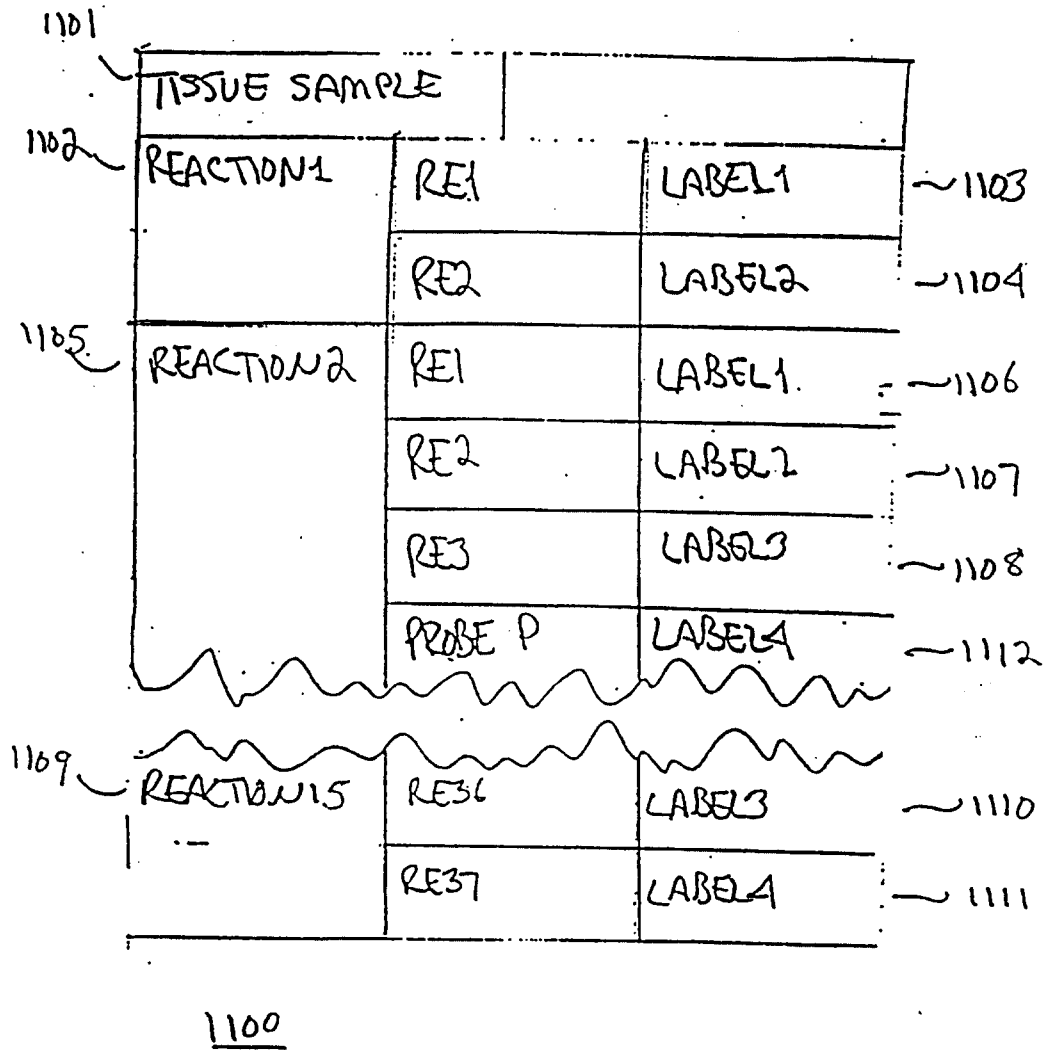 1101
TISSUE SAMPLE
1102 REACTION1 RE1 LABEL1 1103
RE2 LABEL2 1104
1105 REACTION2 RE1 LABEL1 1106
RE2 LABEL2 1107
RE3 LABEL3 1108
PROBE P LABEL4 1112
1109 REACTION15 RE36 LABEL3 1110
RE37 LABEL4 1111
1100